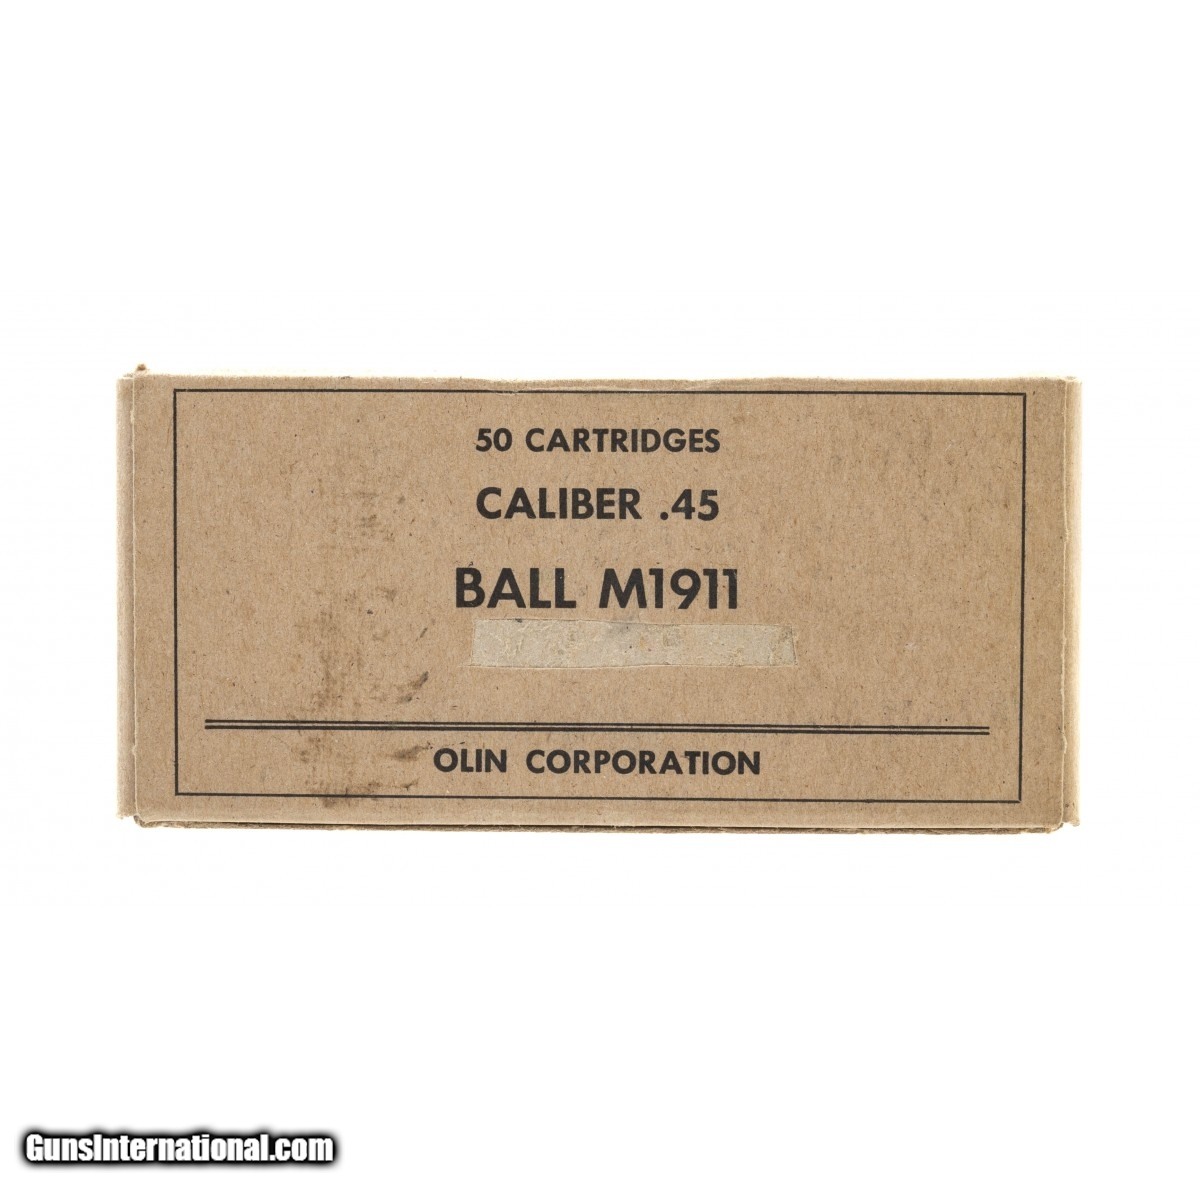 50 CARTRIDGES
CALIBER .45
BALL M1911
OLIN CORPORATION
GunsInternational.com